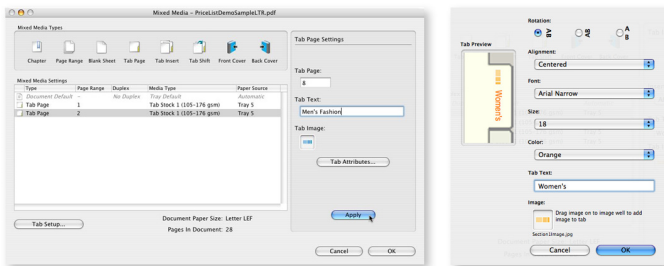 Mixed Media – PriceListDemoSampleLTR.pdf
Mixed Media Types
Chapter Page Range Blank Sheet Tab Page Tab Insert Tab Shift Front Cover Back Cover
Mixed Media Settings
Type Page Range Duplex Media Type Paper Source
Document Default - No Duplex Tray Default Automatic
Tab Page 1 Tab Stock 1 (105–176 gsm) Tray 5
Tab Page 2 Tab Stock 1 (105–176 gsm) Tray 5
Tab Setup...
Document Paper Size: Letter LEF
Pages In Document: 28
Tab Page Settings
Tab Page:
8
Tab Text:
Men's Fashion
Tab Image:
Tab Attributes...
Apply
Cancel OK
Tab Preview
Women's
Rotation:
AB AB AB
Alignment:
Centered
Font:
Arial Narrow
Size:
18
Color:
Orange
Tab Text:
Women's
Image:
Drag image on to image well to add
image to tab
Section1Image.jpg
Cancel OK